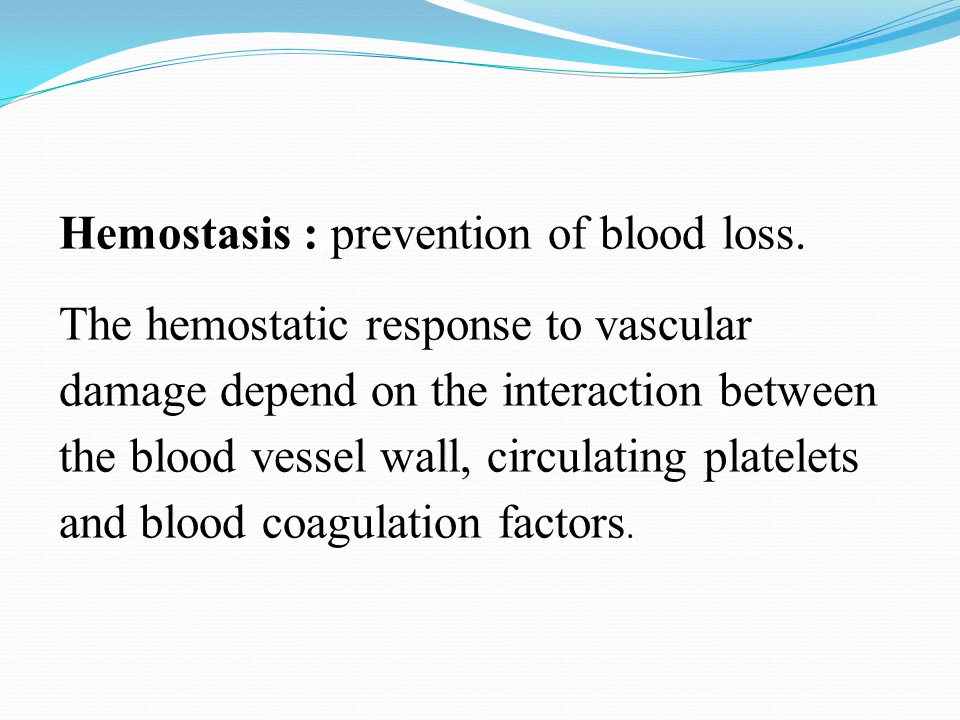 Hemostasis : prevention of blood loss.
The hemostatic response to vascular
damage depend on the interaction between
the blood vessel wall, circulating platelets
and blood coagulation factors.